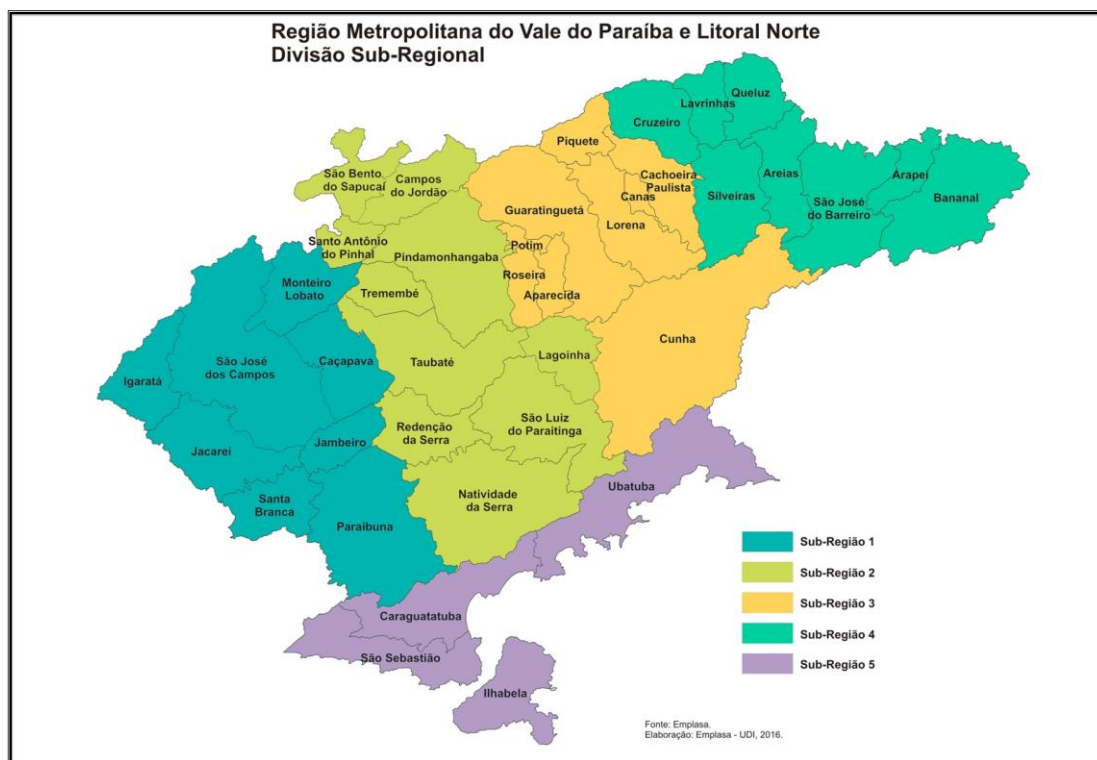 Região Metropolitana do Vale do Paraíba e Litoral Norte
Divisão Sub-Regional
Queluz
Lavrinhas
Cruzeiro
Piquete
São Bento
do Sapucaí
Campos
do Jordão
Cachoeira
Paulista
Canas
Silveiras
Areias
Arapeí
São José
do Barreiro
Bananal
Guaratinguetá
Lorena
Santo Antônio
do Pinhal
Pindamonhangaba
Potim
Roseira
Aparecida
Monteiro
Lobato
Tremembé
Cunha
São José
dos Campos
Caçapava
Taubaté
Lagoinha
Igaratá
Redenção
da Serra
São Luiz
do Paraitinga
Jacareí
Jambeiro
Ubatuba
Santa
Branca
Natividade
da Serra
Paraibuna
Caraguatatuba
São Sebastião
Ilhabela
Sub-Região 1
Sub-Região 2
Sub-Região 3
Sub-Região 4
Sub-Região 5
Fonte: Emplasa.
Elaboração: Emplasa - UDI, 2016.